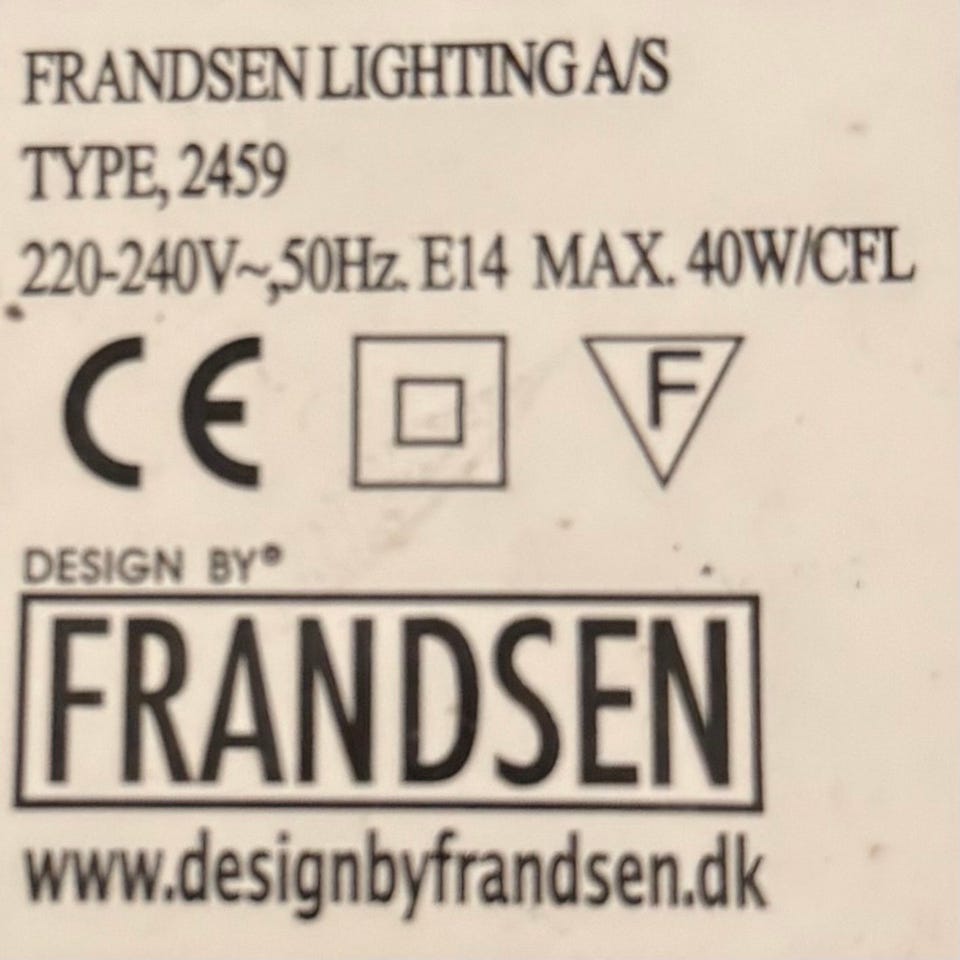 FRANDSEN LIGHTING A/S
TYPE, 2459
220-240V~,50Hz. E14 MAX. 40W/CFL
CE F
DESIGN BY®
FRANDSEN
www.designbyfrandsen.dk